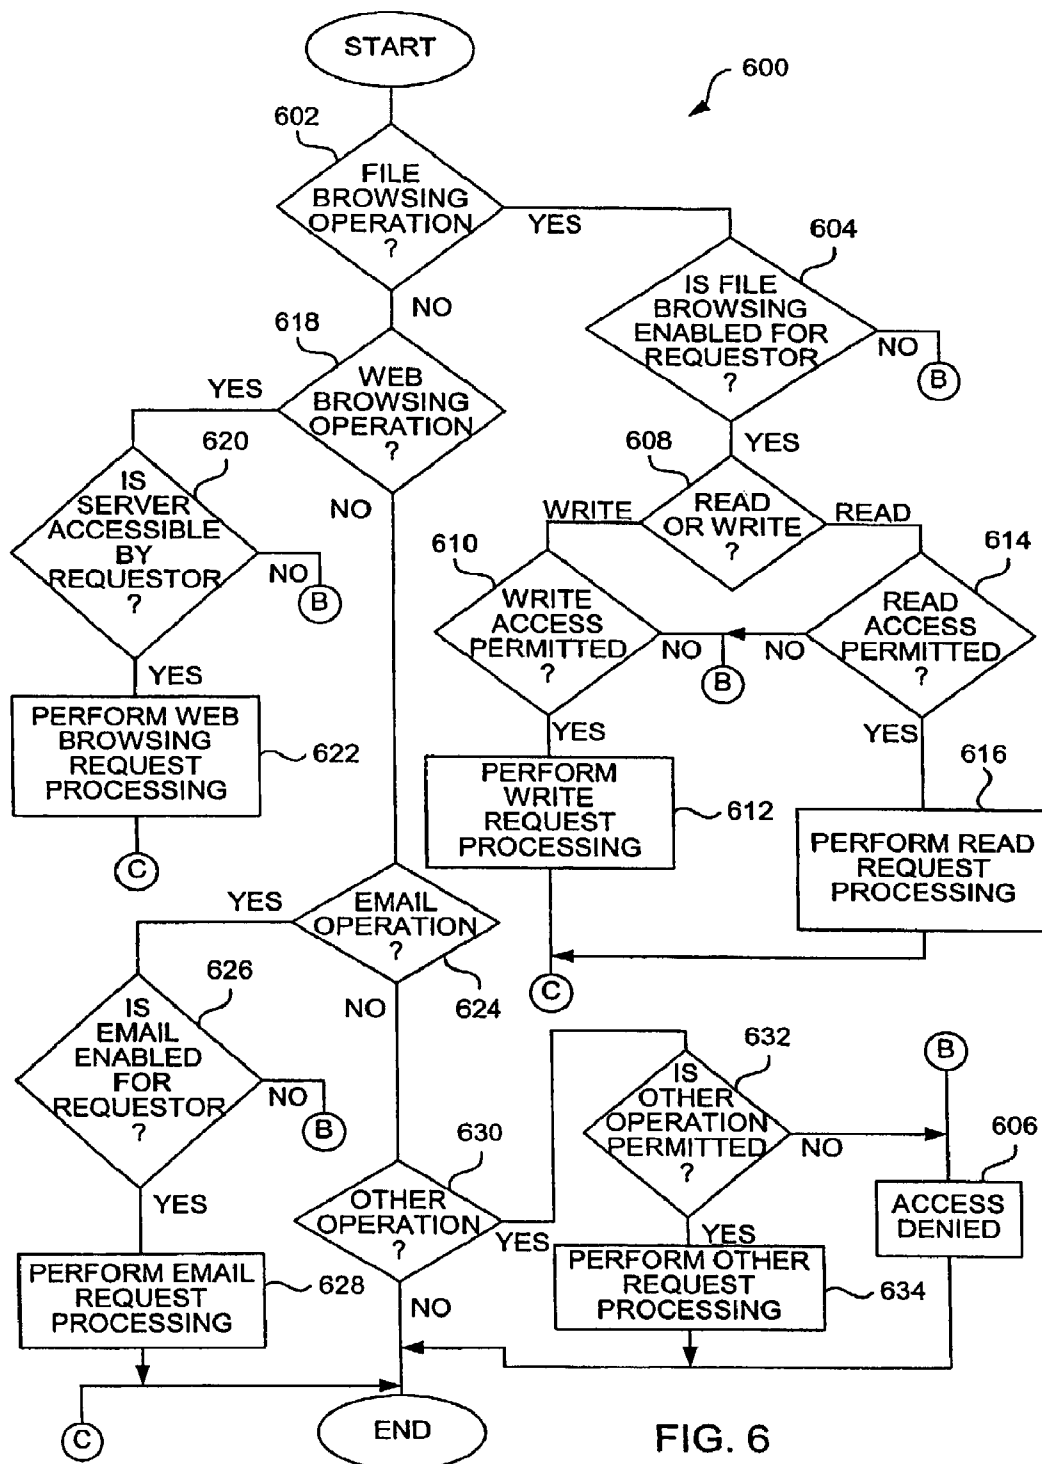 START
600
602
FILE
BROWSING
OPERATION
?
YES
NO
604
IS FILE
BROWSING
ENABLED FOR
REQUESTOR
?
NO
B
YES
618
WEB
BROWSING
OPERATION
?
YES
NO
620
IS
SERVER
ACCESSIBLE
BY
REQUESTOR
?
NO
B
YES
PERFORM WEB
BROWSING
REQUEST
PROCESSING
622
C
608
READ
OR WRITE
?
WRITE
READ
610
WRITE
ACCESS
PERMITTED
?
NO
B
YES
614
READ
ACCESS
PERMITTED
?
NO
YES
PERFORM
WRITE
REQUEST
PROCESSING
612
616
PERFORM READ
REQUEST
PROCESSING
C
EMAIL
OPERATION
?
624
YES
NO
626
IS
EMAIL
ENABLED
FOR
REQUESTOR
?
NO
B
YES
PERFORM EMAIL
REQUEST
PROCESSING
628
630
OTHER
OPERATION
?
YES
NO
632
IS
OTHER
OPERATION
PERMITTED
?
NO
YES
B
606
ACCESS
DENIED
PERFORM OTHER
REQUEST
PROCESSING
634
C
END
FIG. 6